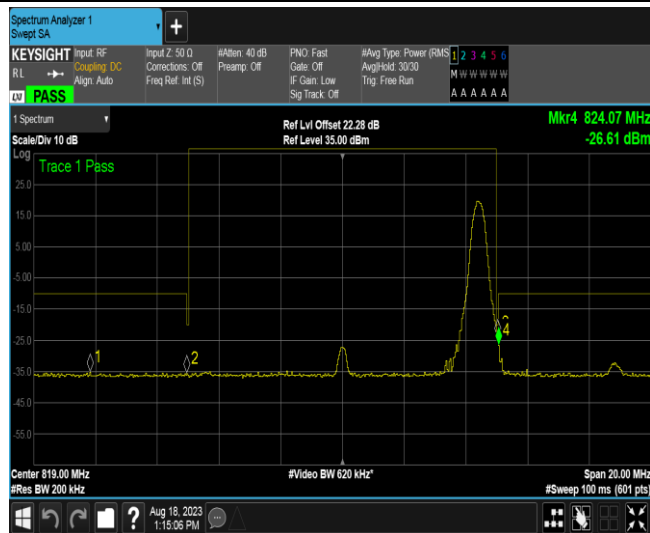 Spectrum Analyzer 1
Swept SA
+
KEYSIGHT
RL
LXI
PASS
Input: RF
Coupling: DC
Align: Auto
Input Z: 50 Ω
Corrections: Off
Freq Ref: Int (S)
#Atten: 40 dB
Preamp: Off
PNO: Fast
Gate: Off
IF Gain: Low
Sig Track: Off
#Avg Type: Power (RMS
Avg|Hold: 30/30
Trig: Free Run
1 2 3 4 5 6
M W W W W W
A A A A A A
1 Spectrum
Scale/Div 10 dB
Log
Ref Lvl Offset 22.28 dB
Ref Level 35.00 dBm
Mkr4 824.07 MHz
-26.61 dBm
Trace 1 Pass
25.0
15.0
5.00
-5.00
-15.0
-25.0
-35.0
-45.0
-55.0
1
2
4
Center 819.00 MHz
#Res BW 200 kHz
#Video BW 620 kHz*
Span 20.00 MHz
#Sweep 100 ms (601 pts)
?
Aug 18, 2023
1:15:06 PM